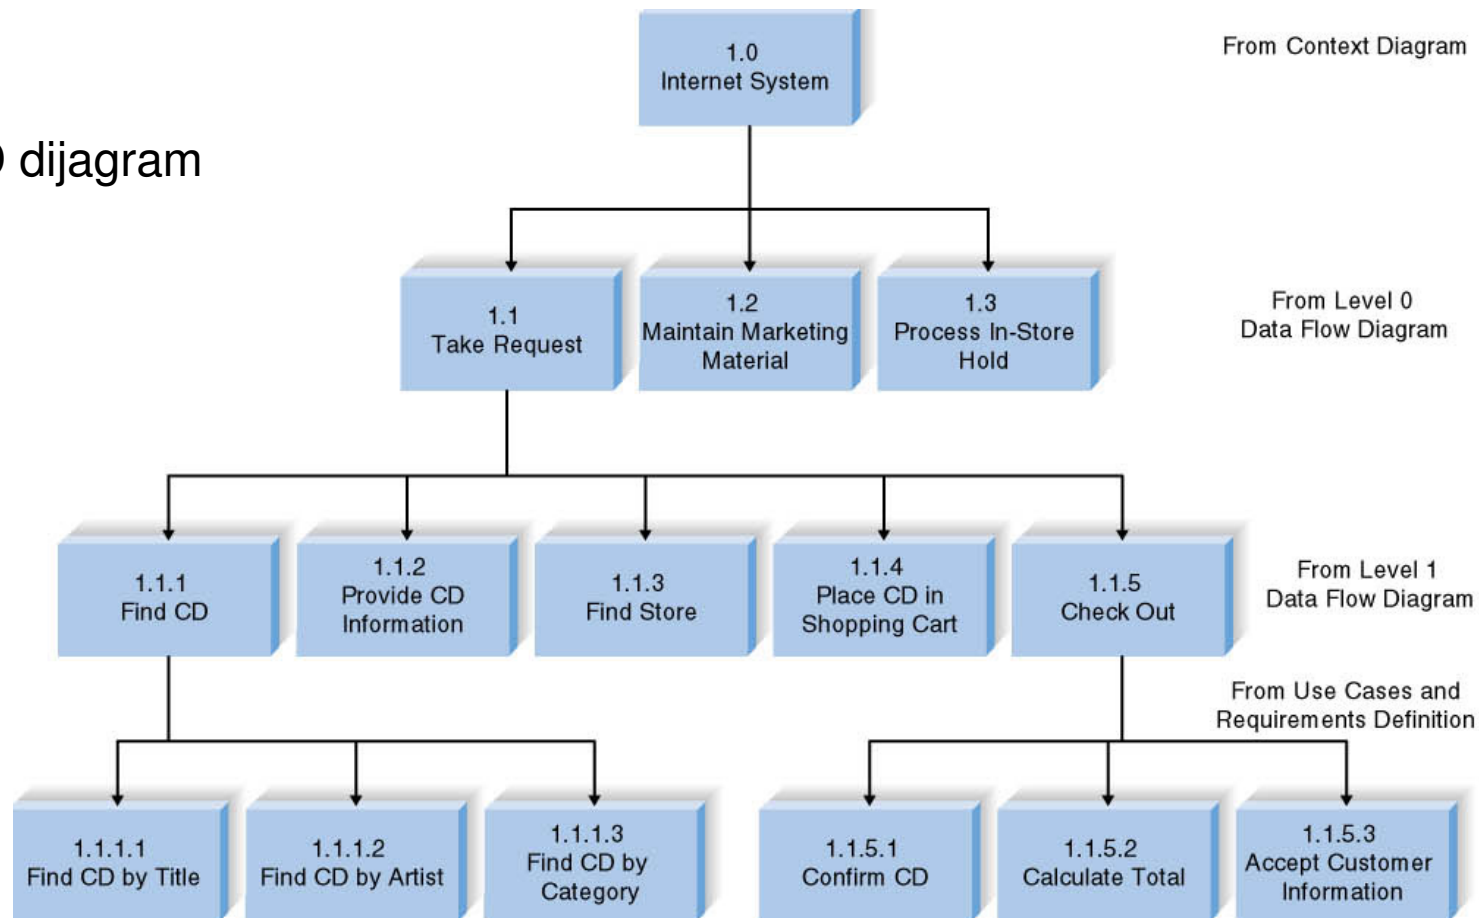 1.0
Internet System
From Context Diagram
dijagram
1.1
Take Request
1.2
Maintain Marketing
Material
1.3
Process In-Store
Hold
From Level 0
Data Flow Diagram
1.1.1
Find CD
1.1.2
Provide CD
Information
1.1.3
Find Store
1.1.4
Place CD in
Shopping Cart
1.1.5
Check Out
From Level 1
Data Flow Diagram
From Use Cases and
Requirements Definition
1.1.1.1
Find CD by Title
1.1.1.2
Find CD by Artist
1.1.1.3
Find CD by
Category
1.1.5.1
Confirm CD
1.1.5.2
Calculate Total
1.1.5.3
Accept Customer
Information